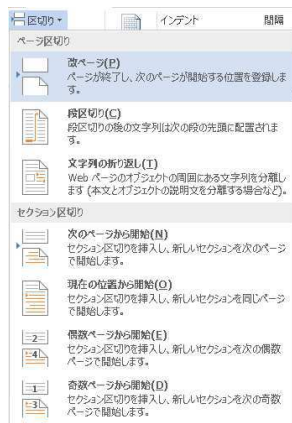 区切り インデント 間隔
ページ区切り
改ページ(P)
ページが終了し、次のページが開始する位置を登録しま
す。
段区切り(C)
段区切りの後の文字列は次の段の先頭に配置されま
す。
文字列の折り返し(T)
Web ページのオブジェクトの周囲にある文字列を分離し
ます (本文とオブジェクトの説明文を分離する場合など)。
セクション区切り
次のページから開始(N)
セクション区切りを挿入し、新しいセクションを次のページ
で開始します。
現在の位置から開始(O)
セクション区切りを挿入し、新しいセクションを同じページ
で開始します。
偶数ページから開始(E)
セクション区切りを挿入し、新しいセクションを次の偶数
ページで開始します。
奇数ページから開始(D)
セクション区切りを挿入し、新しいセクションを次の奇数
ページで開始します。